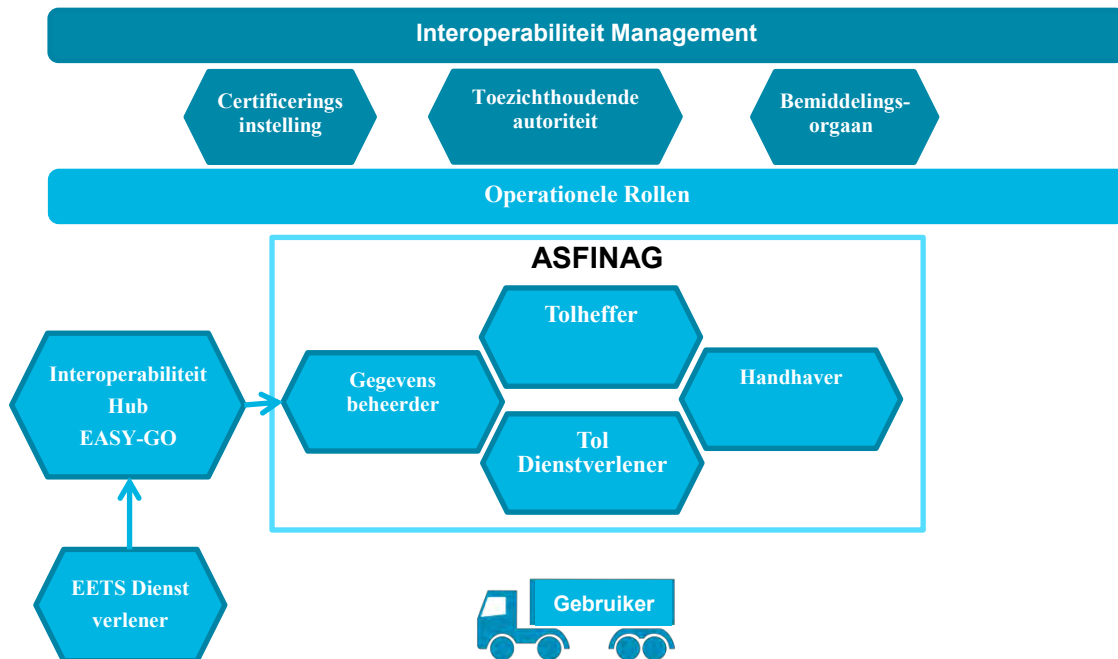 Interoperabiliteit Management
Certificerings
instelling
Toezichthoudende
autoriteit
Bemiddelings-
orgaan
Operationele Rollen
ASFINAG
Tolheffer
Interoperabiliteit
Hub
EASY-GO
Gegevens
beheerder
Handhaver
Tol
Dienstverlener
EETS Dienst
verlener
Gebruiker